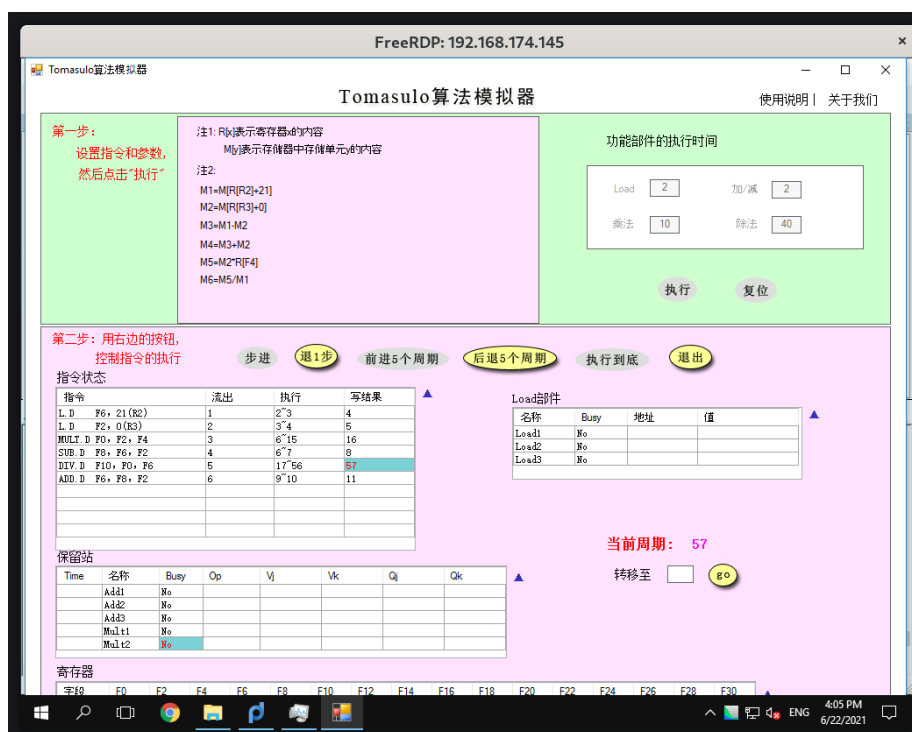 FreeRDP: 192.168.174.145 ×
Tomasulo算法模拟器
Tomasulo算法模拟器
使用说明| 关于我们
第一步：
设置指令和参数，
然后点击"执行"
注1: R[x]表示寄存器x的内容
M[y]表示存储器中存储单元y的内容
注2:
M1=M[R[R2]+21]
M2=M[R[R3]+0]
M3=M1-M2
M4=M3+M2
M5=M2*R[F4]
M6=M5/M1
功能部件的执行时间
Load 2 加/减 2
乘法 10 除法 40
执行 复位
第二步：用右边的按钮，
控制指令的执行
步进 退1步 前进5个周期 后退5个周期 执行到底 退出
指令状态
指令 流出 执行 写结果
L.D F6, 21(R2) 1 2~3 4
L.D F2, 0(R3) 2 3~4 5
MULT.D F0, F2, F4 3 6~15 16
SUB.D F8, F6, F2 4 6~7 8
DIV.D F10, F0, F6 5 17~56 57
ADD.D F6, F8, F2 6 9~10 11
Load部件
名称 Busy 地址 值
Load1 No
Load2 No
Load3 No
当前周期: 57
转移至 go
保留站
Time 名称 Busy Op Vj Vk Qj Qk
Add1 No
Add2 No
Add3 No
Mult1 No
Mult2 No
寄存器
字段 F0 F2 F4 F6 F8 F10 F12 F14 F16 F18 F20 F22 F24 F26 F28 F30
ENG
4:05 PM
6/22/2021